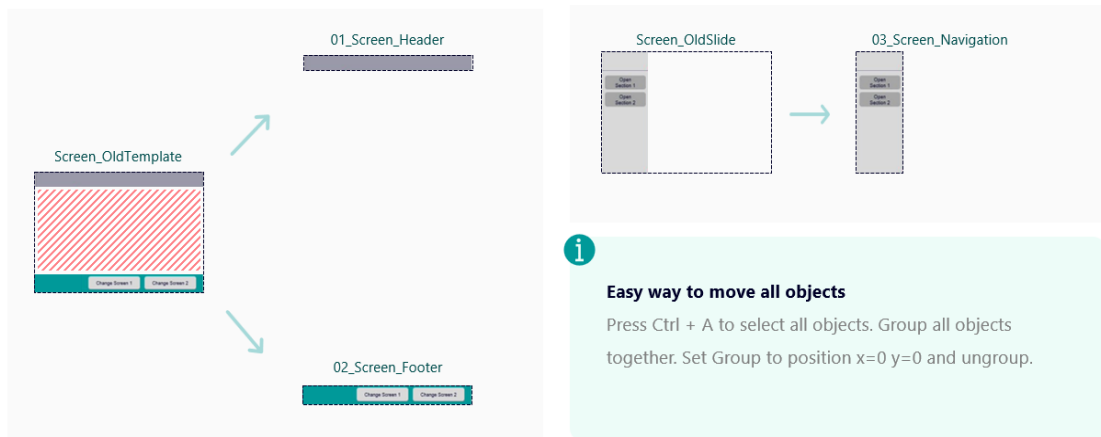 01_Screen_Header
Screen_OldTemplate
Change Screen 1
Change Screen 2
02_Screen_Footer
Change Screen 1
Change Screen 2
Screen_OldSlide
Open
Section 1
Open
Section 2
03_Screen_Navigation
Open
Section 1
Open
Section 2
i
Easy way to move all objects
Press Ctrl + A to select all objects. Group all objects
together. Set Group to position x=0 y=0 and ungroup.